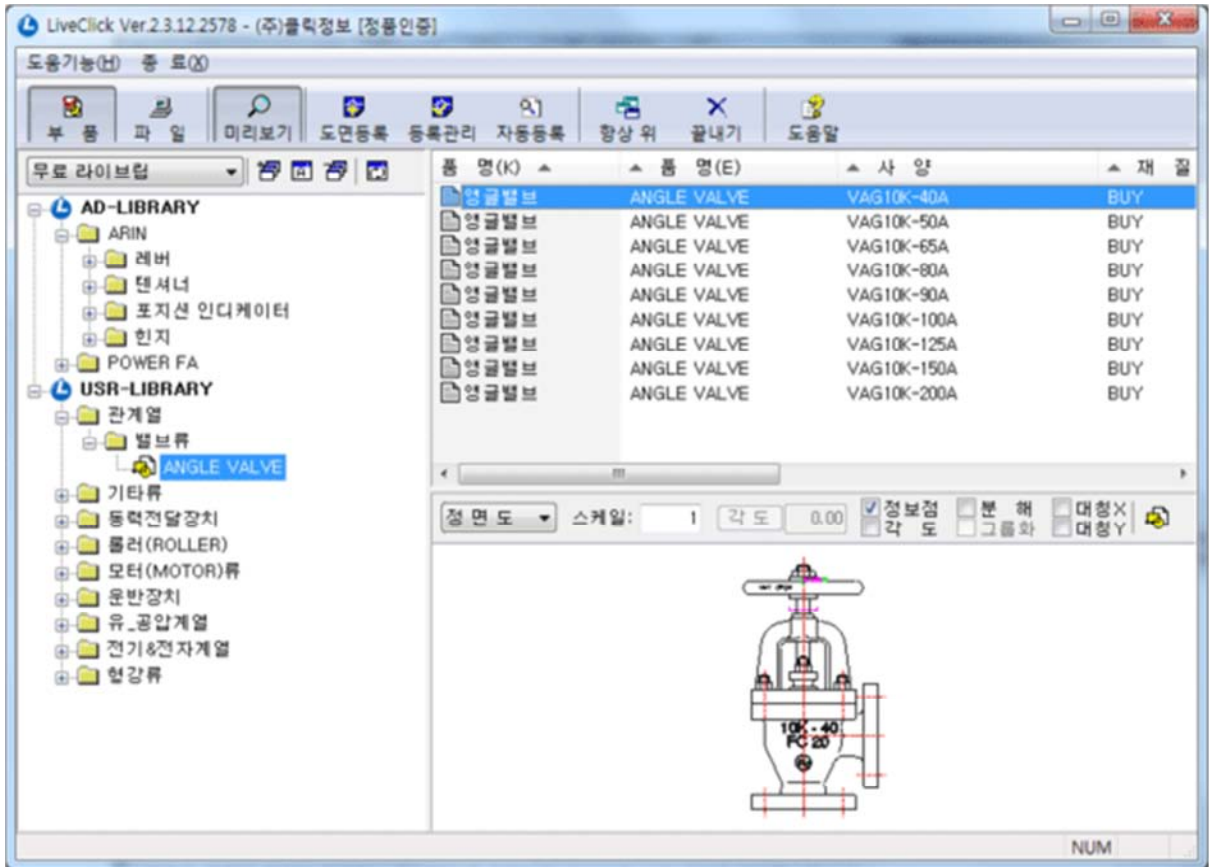 LiveClick Ver.2.3.12.2578 - (주)클릭정보 [정품인증]
도움기능(H) 종 료(X)
부 품 파 일 미리보기 도면등록 등록관리 자동등록 항상 위 끝내기 도움말
무료 라이브럽
품 명(K) 품 명(E) 사 양 재 질
AD-LIBRARY
ARIN
레버
텐셔너
포지션 인디케이터
힌지
POWER FA
USR-LIBRARY
관계열
밸브류
ANGLE VALVE
기타류
동력전달장치
롤러(ROLLER)
모터(MOTOR)류
운반장치
유_공압계열
전기&전자계열
형강류
앵글밸브 ANGLE VALVE VAG10K-40A BUY
앵글밸브 ANGLE VALVE VAG10K-50A BUY
앵글밸브 ANGLE VALVE VAG10K-65A BUY
앵글밸브 ANGLE VALVE VAG10K-80A BUY
앵글밸브 ANGLE VALVE VAG10K-90A BUY
앵글밸브 ANGLE VALVE VAG10K-100A BUY
앵글밸브 ANGLE VALVE VAG10K-125A BUY
앵글밸브 ANGLE VALVE VAG10K-150A BUY
앵글밸브 ANGLE VALVE VAG10K-200A BUY
정 면 도 스케일: 1 각 도 0.00 정보점 분 해 대칭X
각 도 그룹화 대칭Y
10K - 40
FC 20
NUM